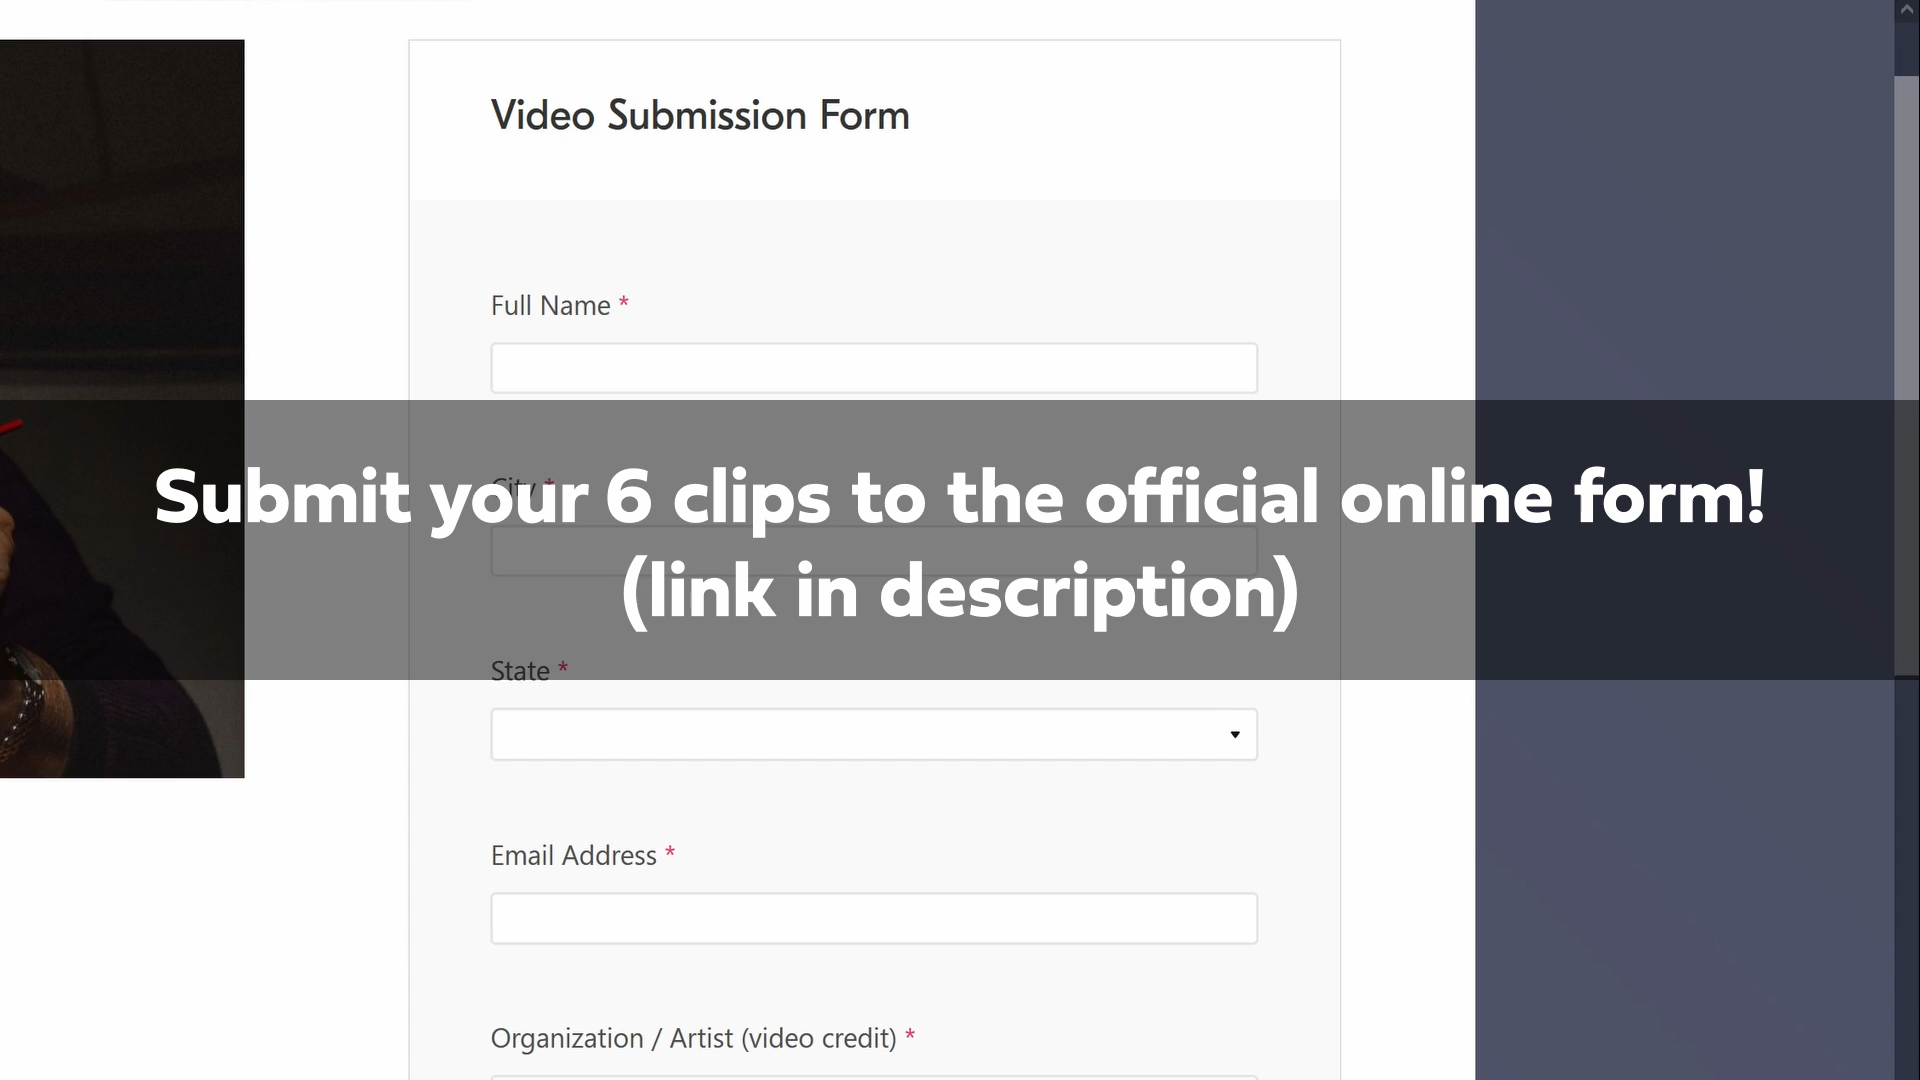 Video Submission Form
Full Name *
City *
Submit your 6 clips to the official online form!
(link in description)
State *
Email Address *
Organization / Artist (video credit) *